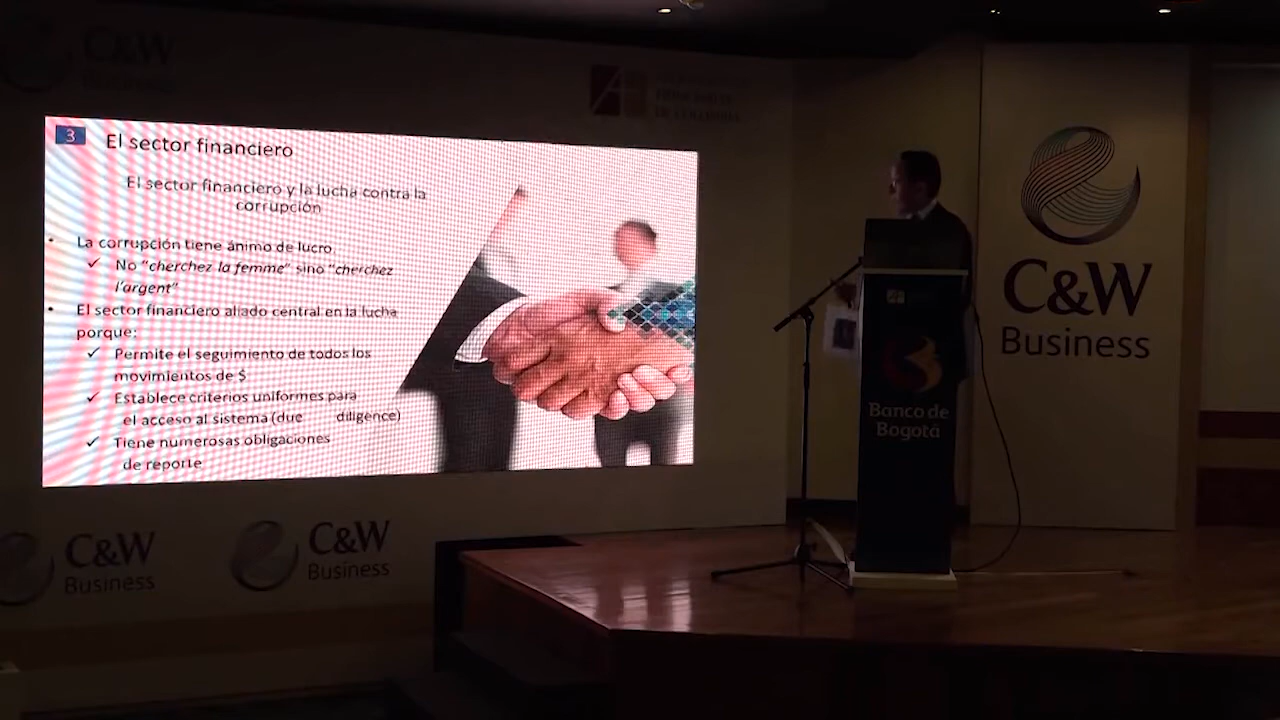 C&W
Business
3
El sector financiero
El sector financiero y la lucha contra la
corrupción
• La corrupción tiene ánimo de lucro
✓ No "cherchez la femme" sino "cherchez
l'argent"
• El sector financiero aliado central en la lucha
porque:
✓ Permite el seguimiento de todos los
movimientos de $
✓ Establece criterios uniformes para
el acceso al sistema (due diligence)
✓ Tiene numerosas obligaciones
de reporte
C&W
Business
Banco de
Bogotá
C&W
Business
C&W
Business